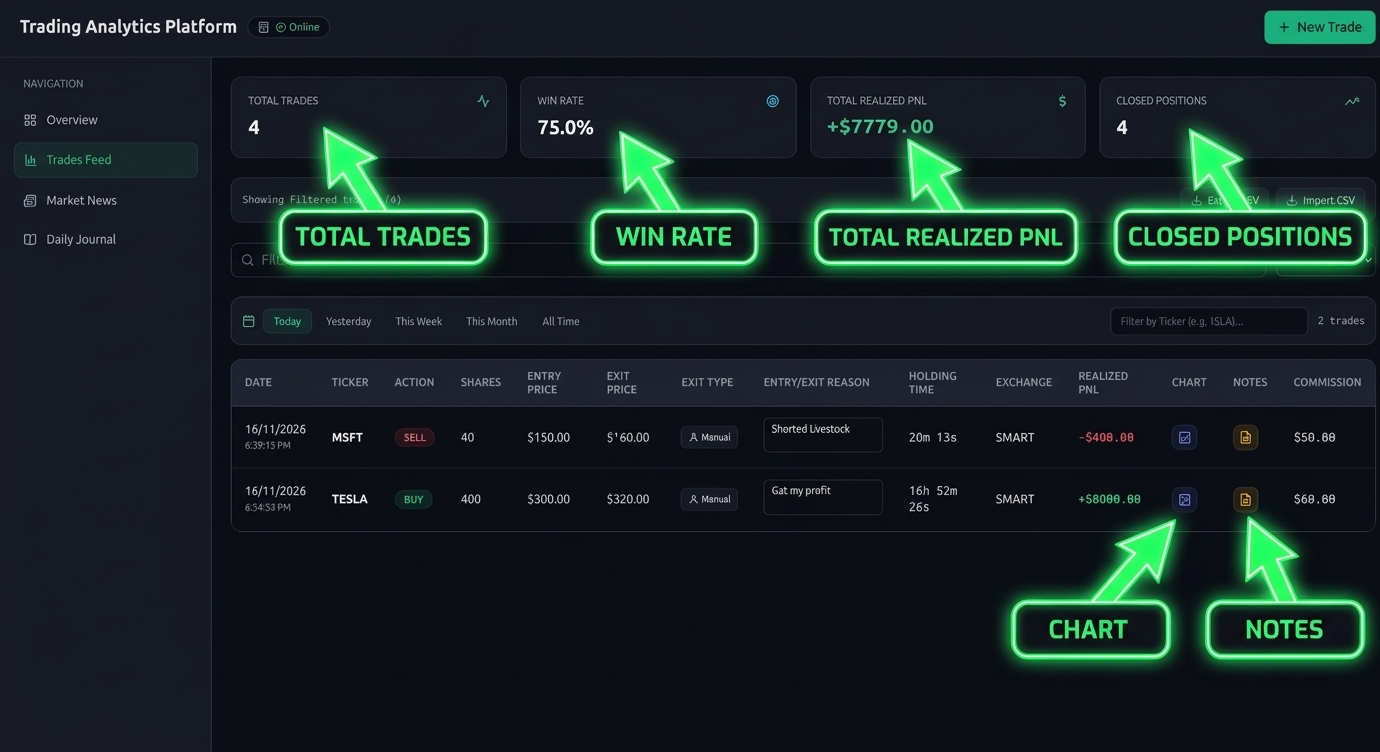 Trading Analytics Platform
Online
+ New Trade
NAVIGATION
Overview
Trades Feed
Market News
Daily Journal
TOTAL TRADES
4
WIN RATE
75.0%
TOTAL REALIZED PNL
$
+$7779.00
CLOSED POSITIONS
4
Showing Filtered
Import CSV
TOTAL TRADES
WIN RATE
TOTAL REALIZED PNL
CLOSED POSITIONS
Today
Yesterday
This Week
This Month
All Time
Filter by Ticker (e.g, ISLA)...
2 trades
DATE
TICKER
ACTION
SHARES
ENTRY PRICE
EXIT PRICE
EXIT TYPE
ENTRY/EXIT REASON
HOLDING TIME
EXCHANGE
REALIZED PNL
CHART
NOTES
COMMISSION
16/11/2026
6:39:15 PM
MSFT
SELL
40
$150.00
Manual
Shorted Livestock
20m 13s
SMART
-$400.00
$50.00
16/11/2026
6:54:53 PM
TESLA
BUY
400
$300.00
$320.00
Manual
Gat my profit
16h 52m
26s
SMART
+$8000.00
$60.00
CHART
NOTES